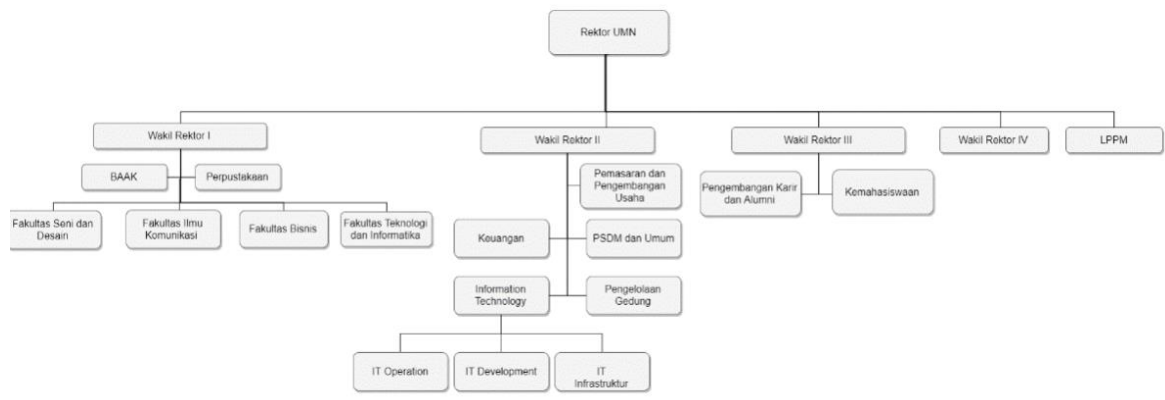 Rektor UMN
Wakil Rektor I
Wakil Rektor II
Wakil Rektor III
Wakil Rektor IV
LPPM
BAAK
Perpustakaan
Fakultas Seni dan
Desain
Fakultas Ilmu
Komunikasi
Fakultas Bisnis
Fakultas Teknologi
dan Informatika
Pemasaran dan
Pengembangan
Usaha
Keuangan
PSDM dan Umum
Information
Technology
Pengelolaan
Gedung
IT Operation
IT Development
IT
Infrastruktur
Pengembangan Karir
dan Alumni
Kemahasiswaan